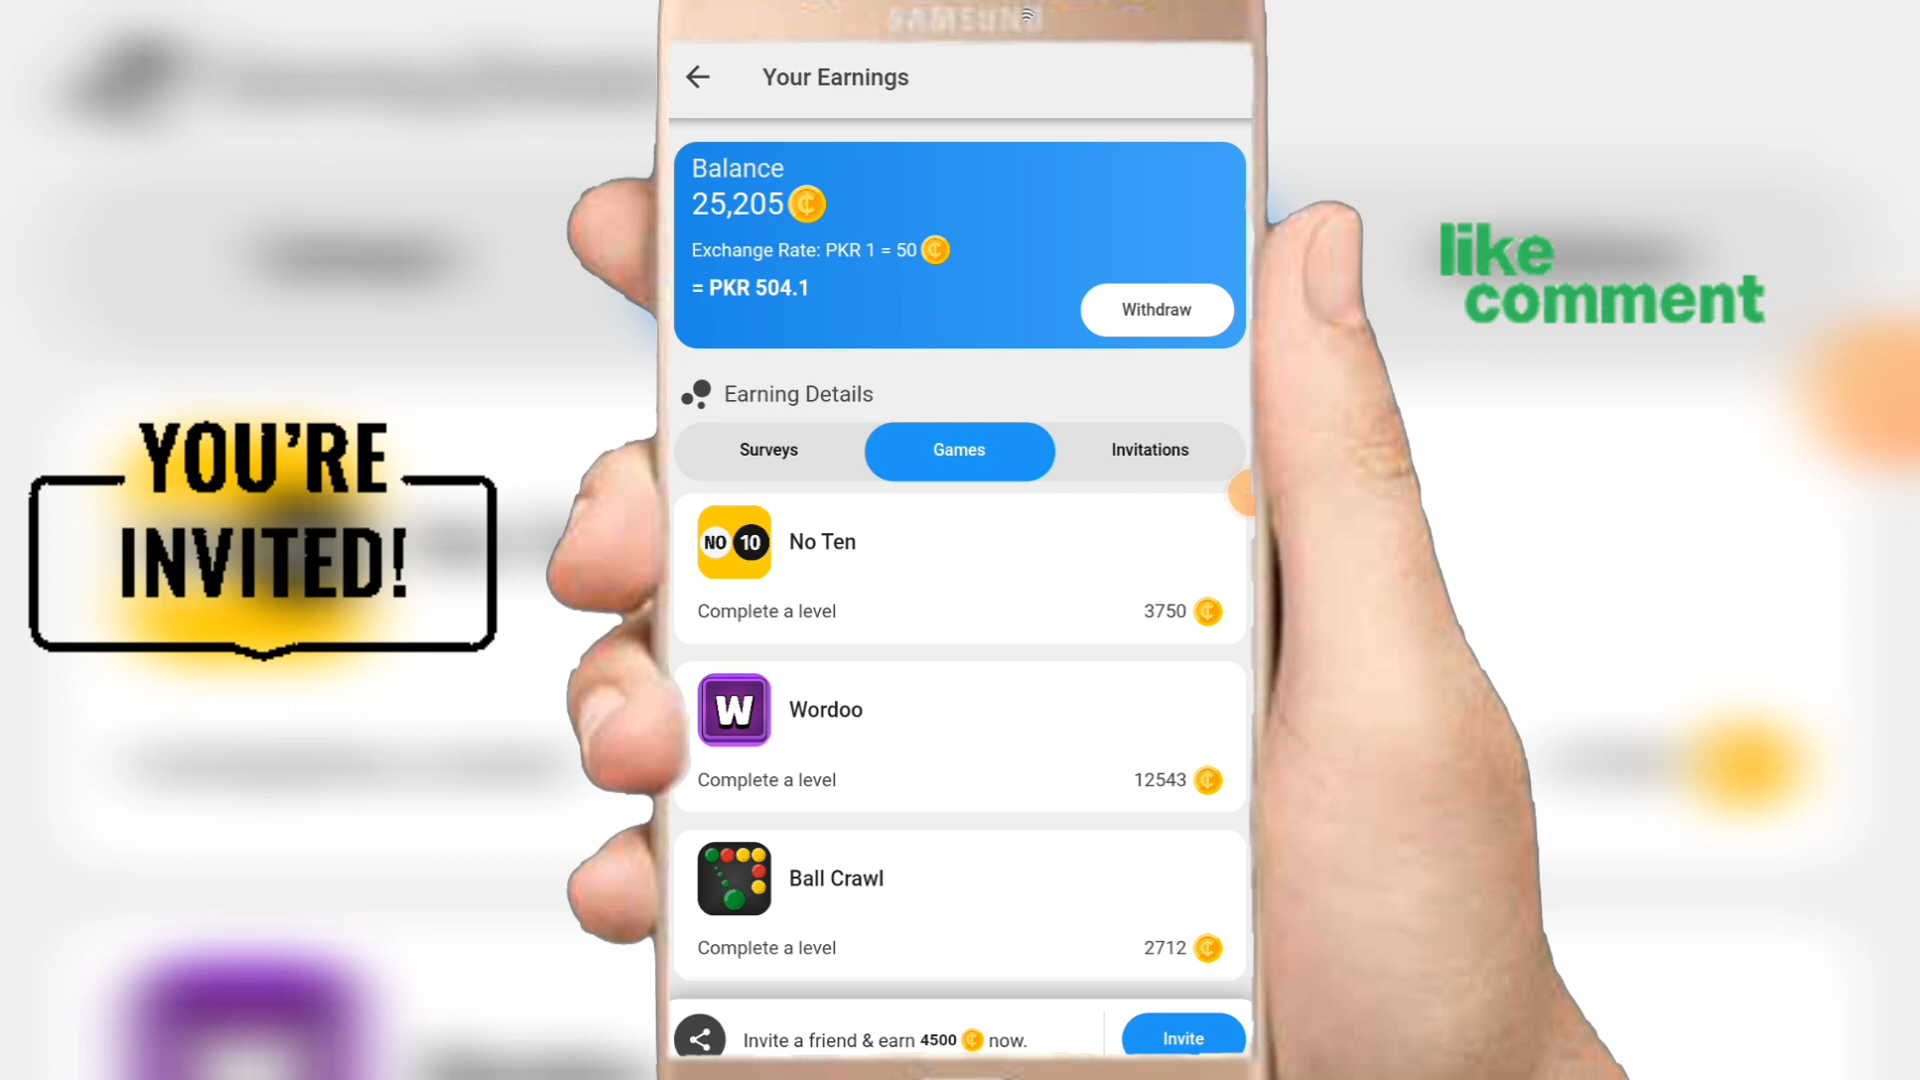 SAMSUNG
Your Earnings
Balance
25,205
Exchange Rate: PKR 1 = 50
= PKR 504.1
Withdraw
Earning Details
Surveys Games Invitations
NO 10 No Ten
Complete a level 3750
W Wordoo
Complete a level 12543
Ball Crawl
Complete a level 2712
Invite a friend & earn 4500 now.
Invite
YOU'RE
INVITED!
like
comment